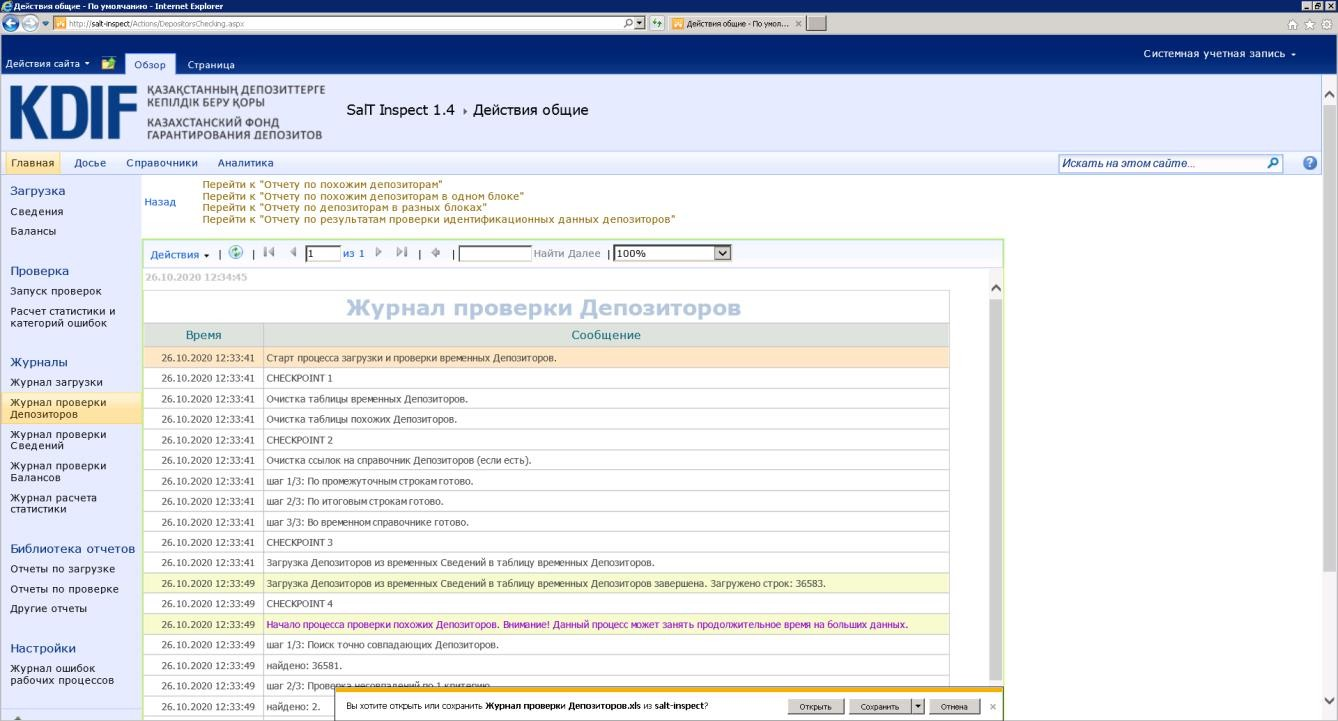 Действия общие - По умолчанию - Internet Explorer
http://salt-inspect/Actions/DepositorsChecking.aspx
Действия общие - По умол...
Действия сайта
Обзор
Страница
Системная учетная запись
KDIF
ҚАЗАҚСТАННЫҢ ДЕПОЗИТТЕРГЕ
КЕПІЛДІК БЕРУ ҚОРЫ
КАЗАХСТАНСКИЙ ФОНД
ГАРАНТИРОВАНИЯ ДЕПОЗИТОВ
SalT Inspect 1.4 ▸ Действия общие
Главная
Досье
Справочники
Аналитика
Искать на этом сайте...
Загрузка
Сведения
Балансы
Проверка
Запуск проверок
Расчет статистики и
категорий ошибок
Журналы
Журнал загрузки
Журнал проверки
Депозиторов
Журнал проверки
Сведений
Журнал проверки
Балансов
Журнал расчета
статистики
Библиотека отчетов
Отчеты по загрузке
Отчеты по проверке
Другие отчеты
Настройки
Журнал ошибок
рабочих процессов
Назад
Перейти к "Отчету по похожим депозиторам"
Перейти к "Отчету по похожим депозиторам в одном блоке"
Перейти к "Отчету по депозиторам в разных блоках"
Перейти к "Отчету по результатам проверки идентификационных данных депозиторов"
Действия | | 1 из 1 | | Найти Далее | 100%
26.10.2020 12:34:45
Журнал проверки Депозиторов
Время Сообщение
26.10.2020 12:33:41 Старт процесса загрузки и проверки временных Депозиторов.
26.10.2020 12:33:41 CHECKPOINT 1
26.10.2020 12:33:41 Очистка таблицы временных Депозиторов.
26.10.2020 12:33:41 Очистка таблицы похожих Депозиторов.
26.10.2020 12:33:41 CHECKPOINT 2
26.10.2020 12:33:41 Очистка ссылок на справочник Депозиторов (если есть).
26.10.2020 12:33:41 шаг 1/3: По промежуточным строкам готово.
26.10.2020 12:33:41 шаг 2/3: По итоговым строкам готово.
26.10.2020 12:33:41 шаг 3/3: Во временном справочнике готово.
26.10.2020 12:33:41 CHECKPOINT 3
26.10.2020 12:33:41 Загрузка Депозиторов из временных Сведений в таблицу временных Депозиторов.
26.10.2020 12:33:49 Загрузка Депозиторов из временных Сведений в таблицу временных Депозиторов завершена. Загружено строк: 36583.
26.10.2020 12:33:49 CHECKPOINT 4
26.10.2020 12:33:49 Начало процесса проверки похожих Депозиторов. Внимание! Данный процесс может занять продолжительное время на больших данных.
26.10.2020 12:33:49 шаг 1/3: Поиск точно совпадающих Депозиторов.
26.10.2020 12:33:49 найдено: 36581.
26.10.2020 12:33:49 шаг 2/3: Проверка несовпадений по 1 критерию
26.10.2020 12:33:49 найдено: 2.
Вы хотите открыть или сохранить Журнал проверки Депозиторов.xls из salt-inspect?
Открыть
Сохранить
Отмена